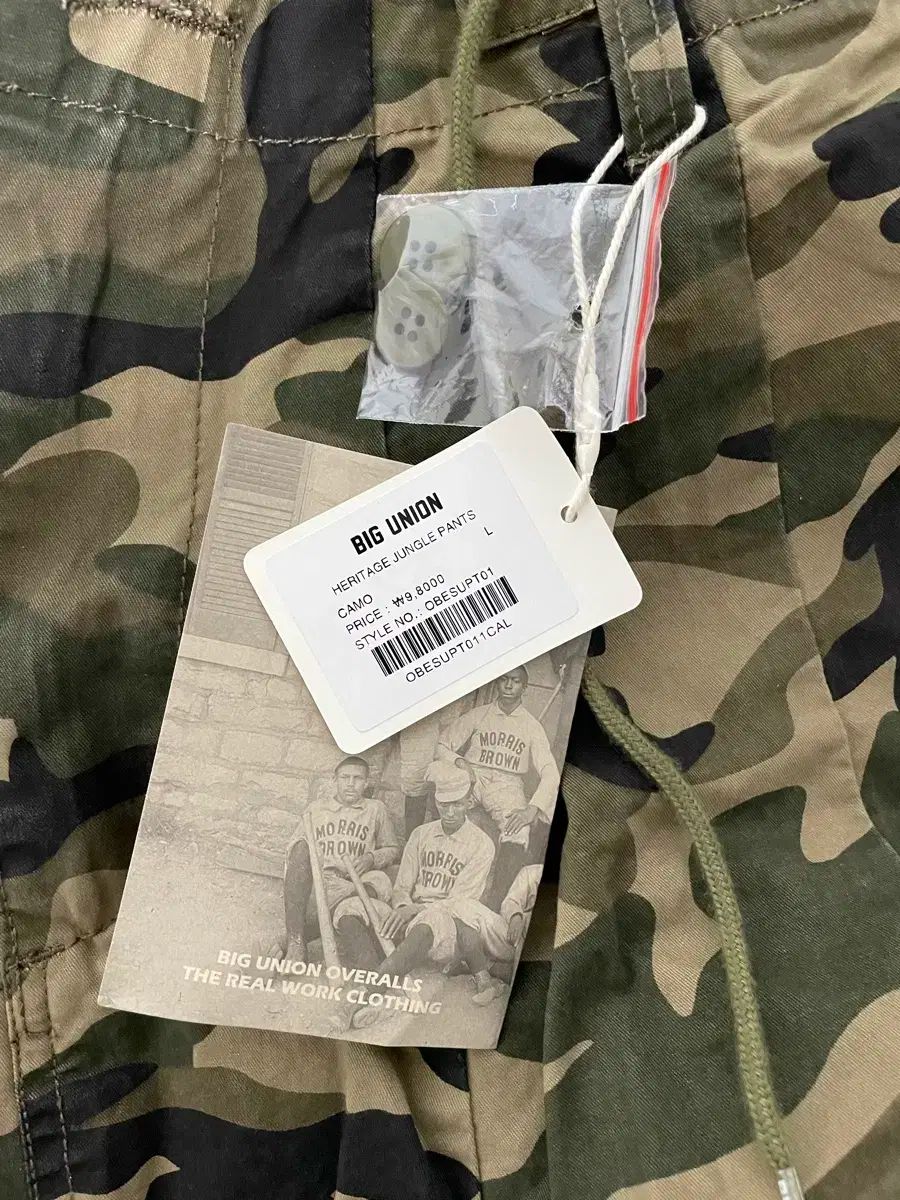 BIG UNION
HERITAGE JUNGLE PANTS
L
CAMO
PRICE : ₩9,8000
STYLE NO.: OBESUPT01
OBESUPT011CAL
MORRIS
BROWN
MORRIS
BROWN
MORRIS
BROWN
BIG UNION OVERALLS
THE REAL WORK CLOTHING